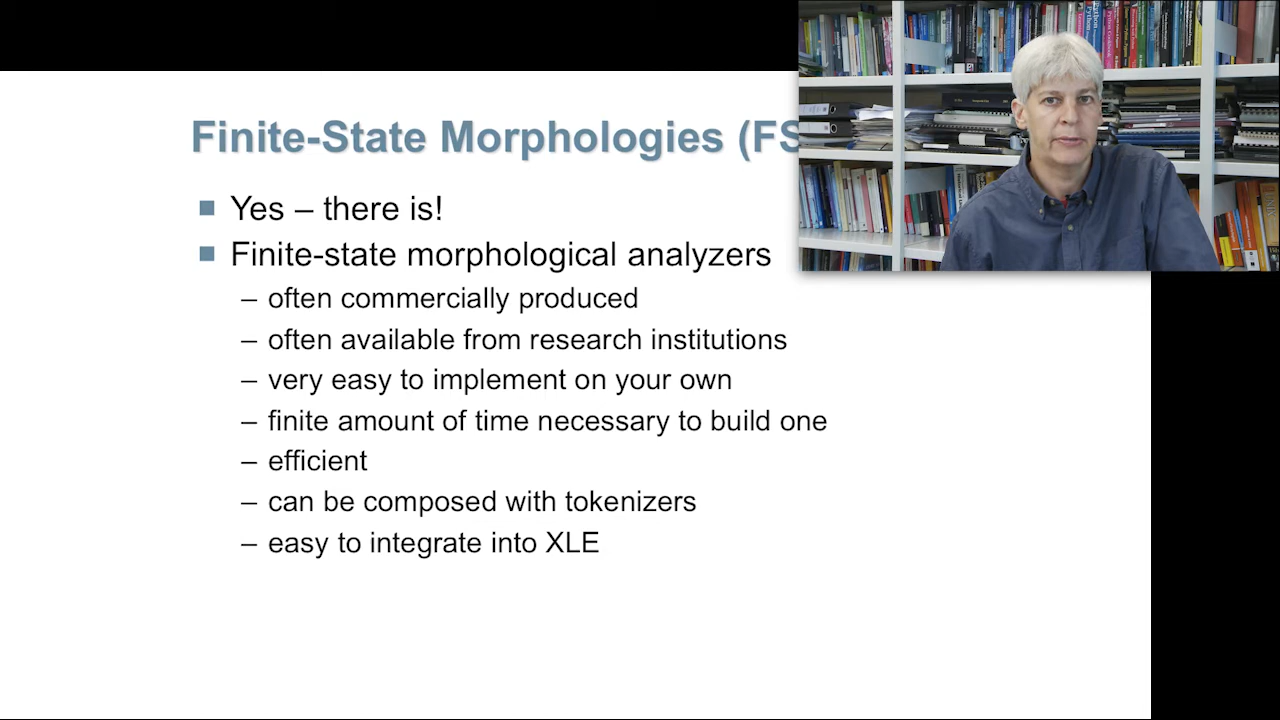 Finite-State Morphologies (FS
Yes – there is!
Finite-state morphological analyzers
– often commercially produced
– often available from research institutions
– very easy to implement on your own
– finite amount of time necessary to build one
– efficient
– can be composed with tokenizers
– easy to integrate into XLE